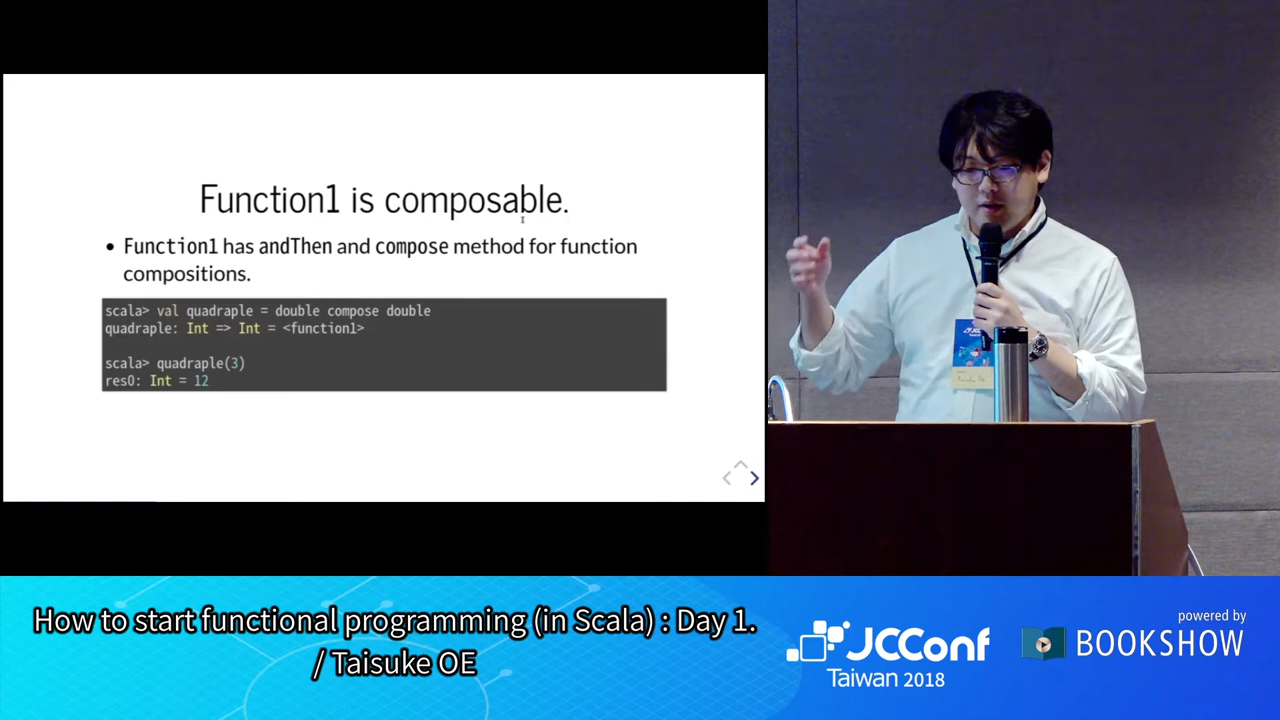 Function1 is composable.
• Function1 has andThen and compose method for function
compositions.
scala> val quadraple = double compose double
quadraple: Int => Int = <function1>
scala> quadraple(3)
res0: Int = 12
How to start functional programming (in Scala) : Day 1.
/ Taisuke OE
JCConf
Taiwan 2018
powered by
BOOKSHOW